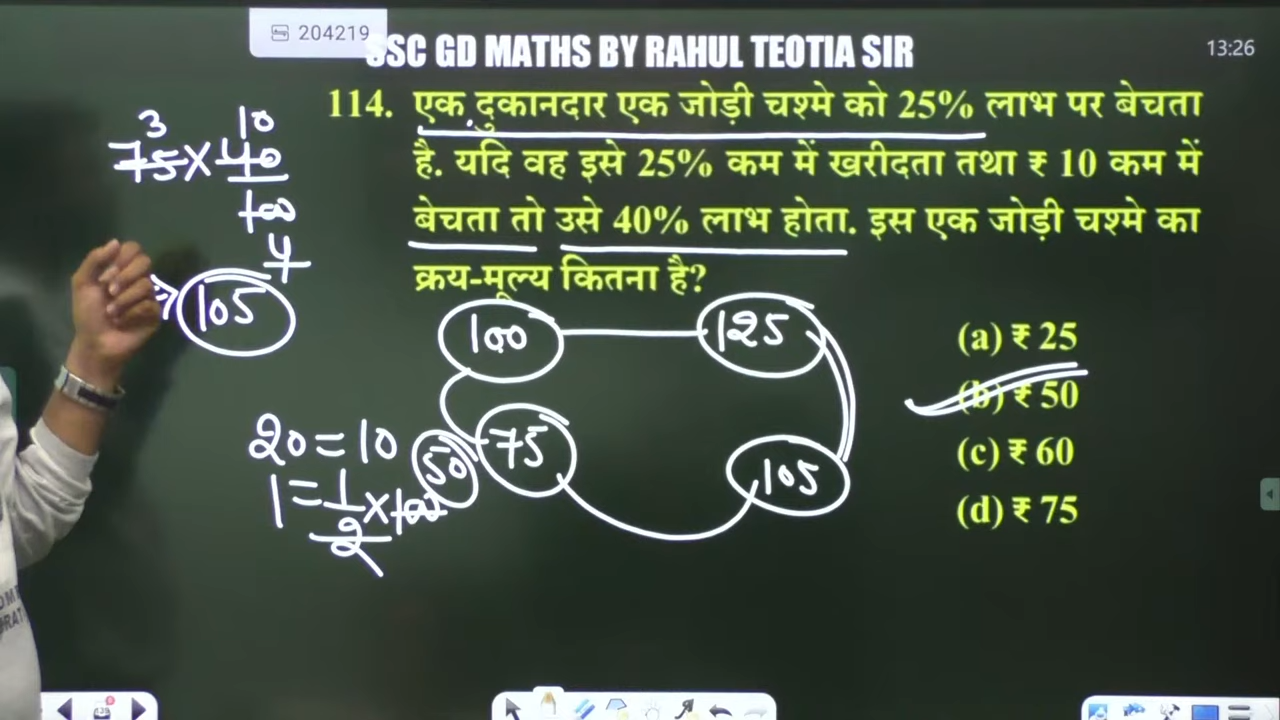 204219
SSC GD MATHS BY RAHUL TEOTIA SIR
13:26
114. एक दुकानदार एक जोड़ी चश्मे को 25% लाभ पर बेचता
है. यदि वह इसे 25% कम में खरीदता तथा ₹ 10 कम में
बेचता तो उसे 40% लाभ होता. इस एक जोड़ी चश्मे का
क्रय-मूल्य कितना है?
(a) ₹ 25
(b) ₹ 50
(c) ₹ 60
(d) ₹ 75
3 10
75 × 40
100
4
105
100 125
75 105
20 = 10
1 = 1/2 × 100
50